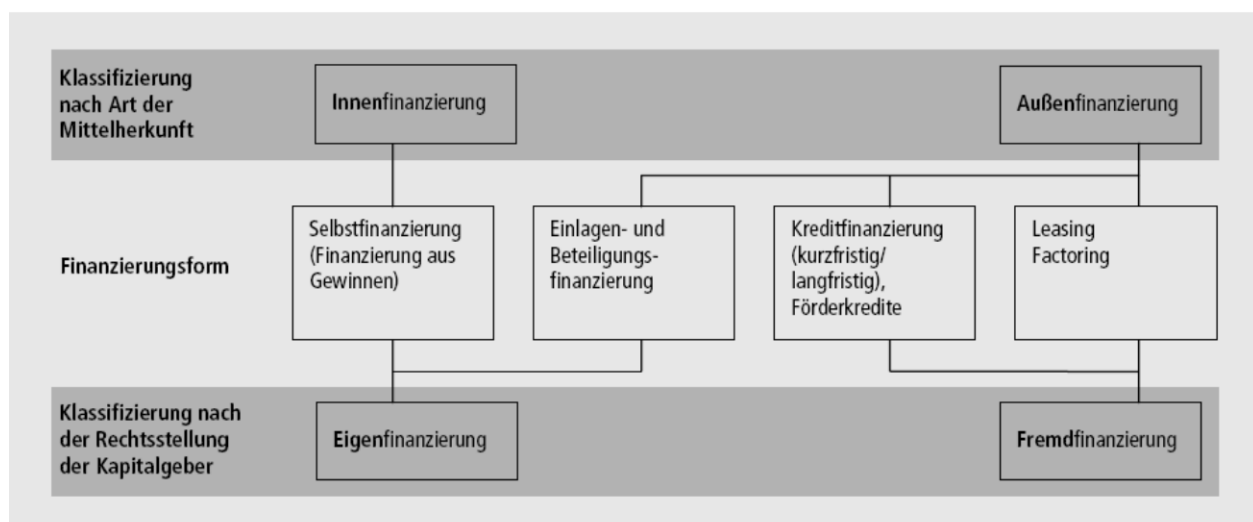 Klassifizierung
nach Art der
Mittelherkunft
Innenfinanzierung
Außenfinanzierung
Finanzierungsform
Selbstfinanzierung
(Finanzierung aus
Gewinnen)
Einlagen- und
Beteiligungs-
finanzierung
Kreditfinanzierung
(kurzfristig/
langfristig),
Förderkredite
Leasing
Factoring
Klassifizierung nach
der Rechtsstellung
der Kapitalgeber
Eigenfinanzierung
Fremdfinanzierung